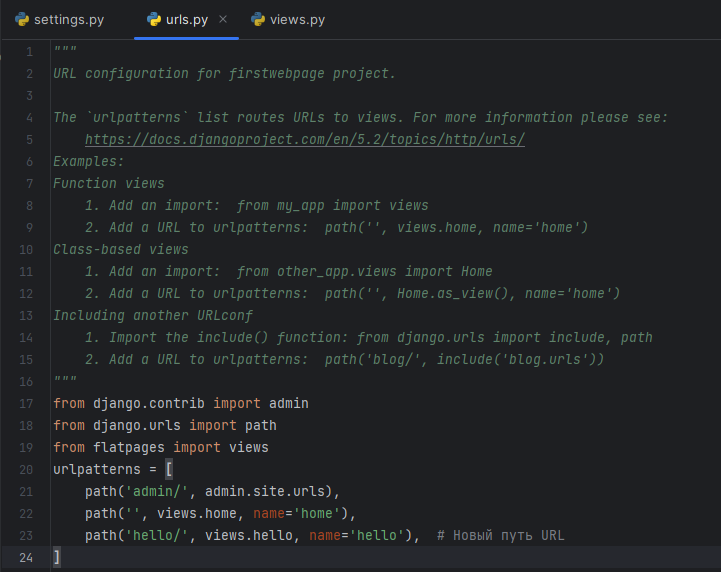 settings.py urls.py × views.py
1 """
2 URL configuration for firstwebpage project.
3
4 The `urlpatterns` list routes URLs to views. For more information please see:
5     https://docs.djangoproject.com/en/5.2/topics/http/urls/
6 Examples:
7 Function views
8     1. Add an import:  from my_app import views
9     2. Add a URL to urlpatterns:  path('', views.home, name='home')
10 Class-based views
11     1. Add an import:  from other_app.views import Home
12     2. Add a URL to urlpatterns:  path('', Home.as_view(), name='home')
13 Including another URLconf
14     1. Import the include() function: from django.urls import include, path
15     2. Add a URL to urlpatterns:  path('blog/', include('blog.urls'))
16 """
17 from django.contrib import admin
18 from django.urls import path
19 from flatpages import views
20 urlpatterns = [
21     path('admin/', admin.site.urls),
22     path('', views.home, name='home'),
23     path('hello/', views.hello, name='hello'),  # Новый путь URL
24 ]